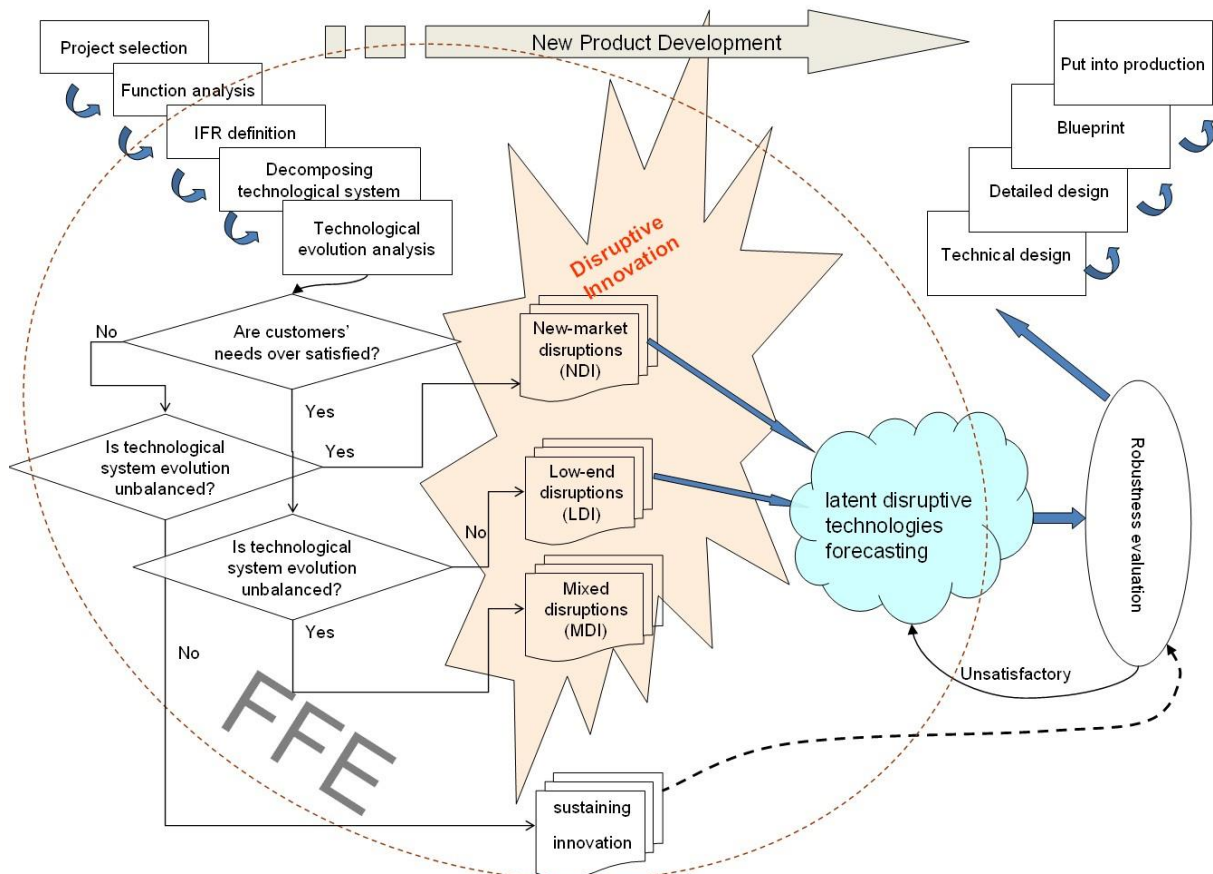 New Product Development
Project selection
Function analysis
IFR definition
Decomposing
technological system
Technological
evolution analysis
Put into production
Blueprint
Detailed design
Technical design
Disruptive
Innovation
No
Are customers’
needs over satisfied?
Yes
New-market
disruptions
(NDI)
Is technological
system evolution
unbalanced?
Yes
Low-end
disruptions
(LDI)
No
Is technological
system evolution
unbalanced?
Yes
Mixed
disruptions
(MDI)
No
latent disruptive
technologies
forecasting
Robustness evaluation
Unsatisfactory
FFE
sustaining
innovation